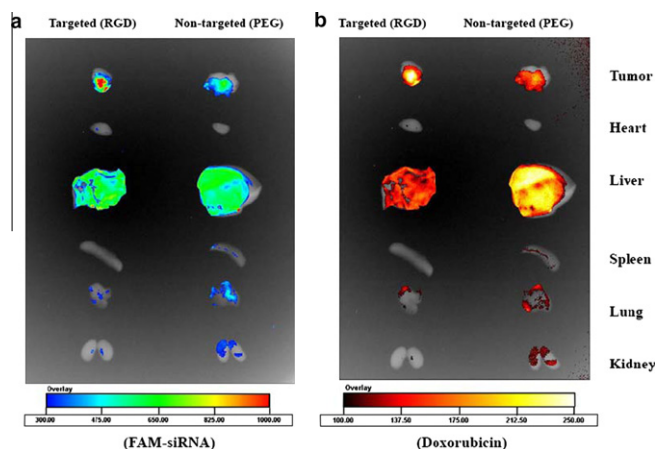 a
Targeted (RGD) Non-targeted (PEG)
Overlay
300.00 475.00 650.00 825.00 1000.00
(FAM-siRNA)
b
Targeted (RGD) Non-targeted (PEG)
Tumor
Heart
Liver
Spleen
Lung
Kidney
Overlay
100.00 137.50 175.00 212.50 250.00
(Doxorubicin)